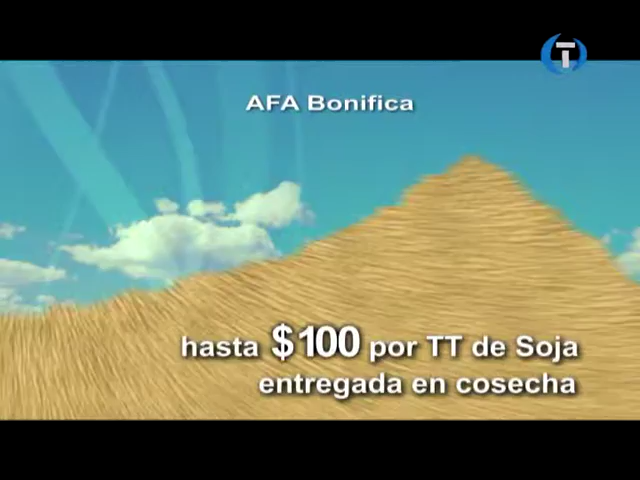 T
AFA Bonifica
hasta $100 por TT de Soja
entregada en cosecha